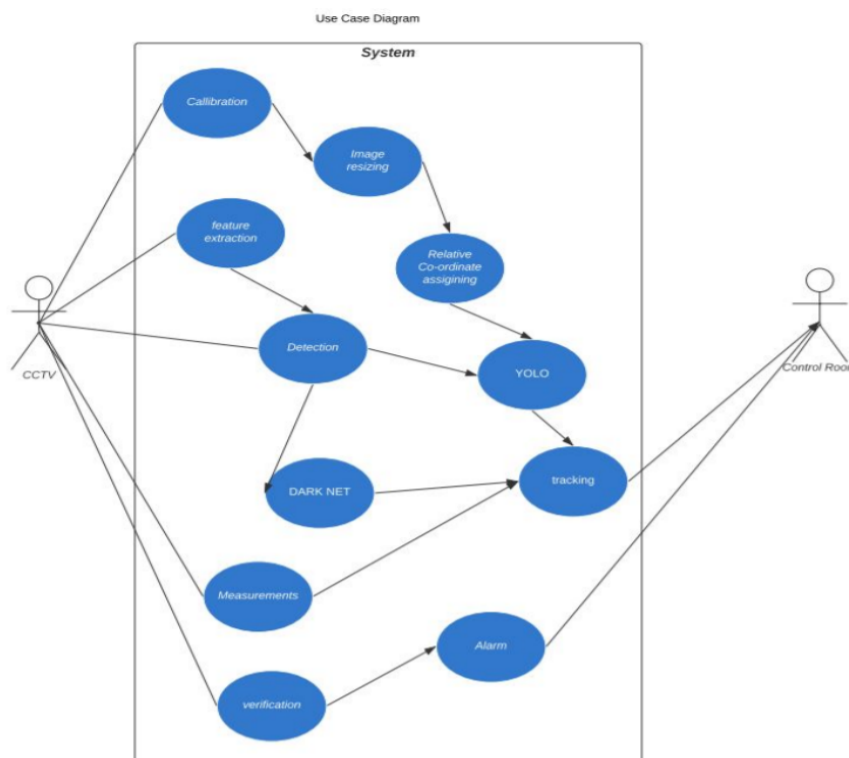 Use Case Diagram
System
Callibration
Image
resizing
feature
extraction
Relative
Co-ordinate
assigining
Detection
YOLO
CCTV
Control Roon
DARK NET
tracking
Measurements
Alarm
verification